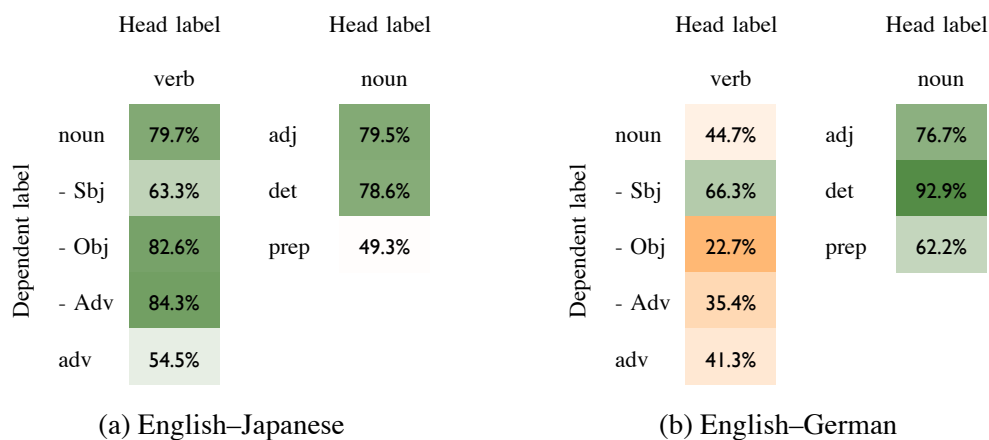 Head label Head label Head label Head label
verb noun verb noun
Dependent label
noun 79.7% adj 79.5%
- Sbj 63.3% det 78.6%
- Obj 82.6% prep 49.3%
- Adv 84.3%
adv 54.5%
(a) English–Japanese
Dependent label
noun 44.7% adj 76.7%
- Sbj 66.3% det 92.9%
- Obj 22.7% prep 62.2%
- Adv 35.4%
adv 41.3%
(b) English–German